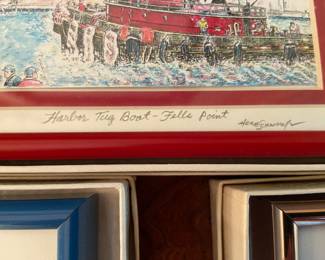 Harbor Tug Boat - Fells Point